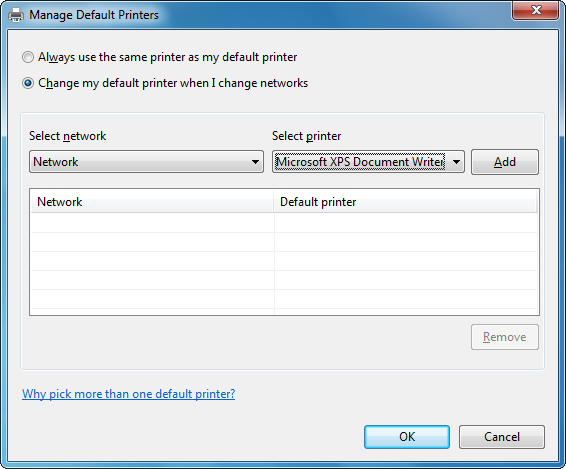 Manage Default Printers
Always use the same printer as my default printer
Change my default printer when I change networks
Select network
Select printer
Network
Microsoft XPS Document Writer
Add
Network
Default printer
Remove
Why pick more than one default printer?
OK
Cancel